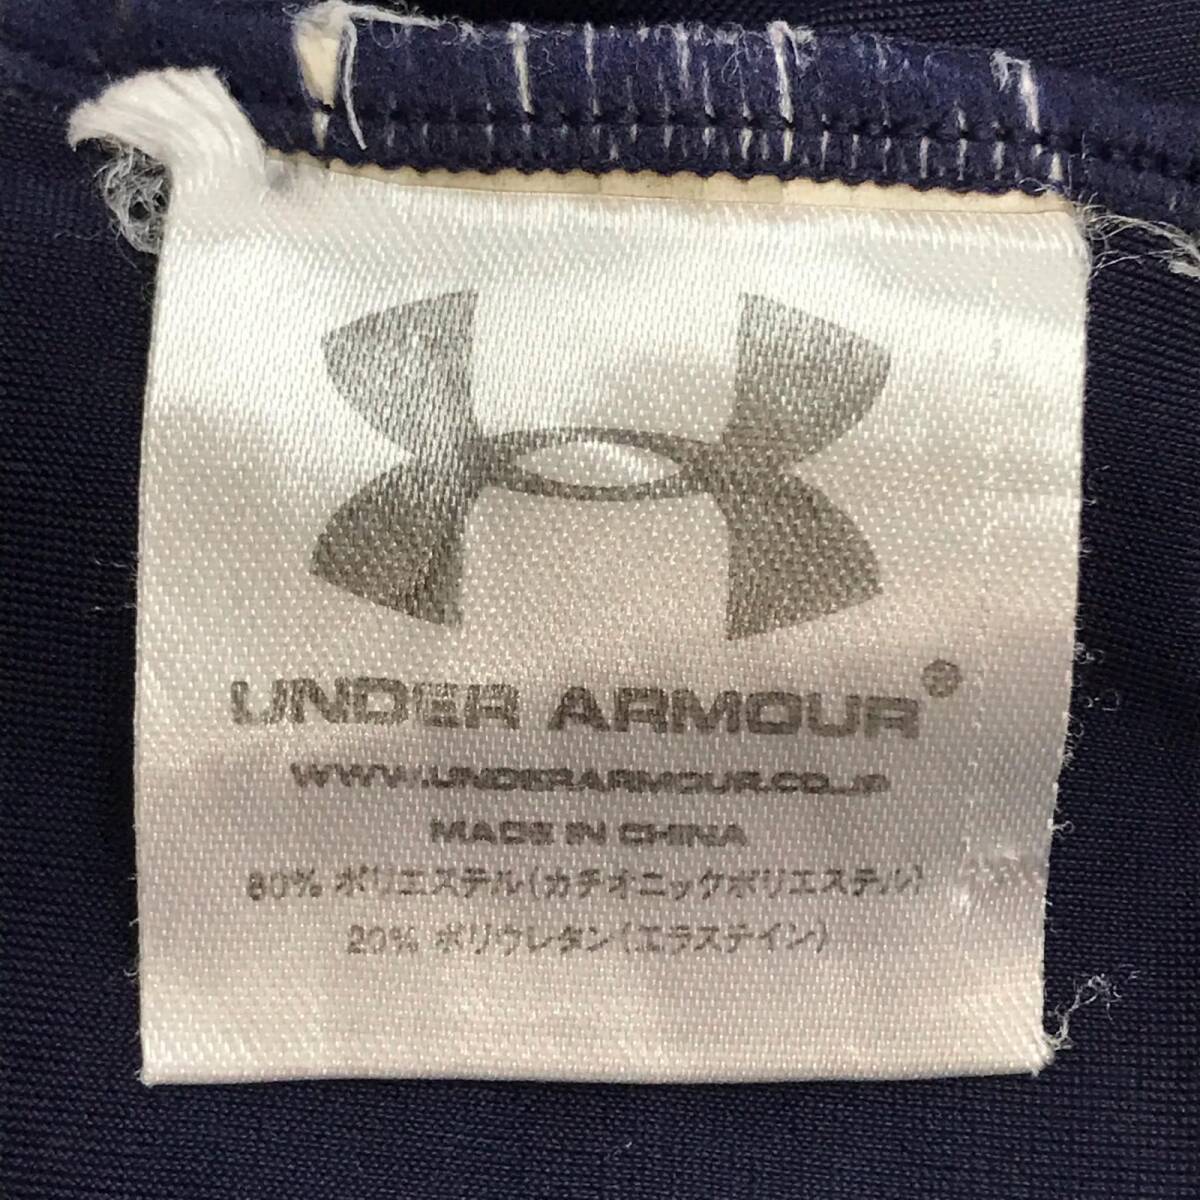 UNDER ARMOUR®
WWW.UNDERARMOUR.CO.JP
MADE IN CHINA
80% ポリエステル(カチオニックポリエステル)
20% ポリウレタン(エラステイン)